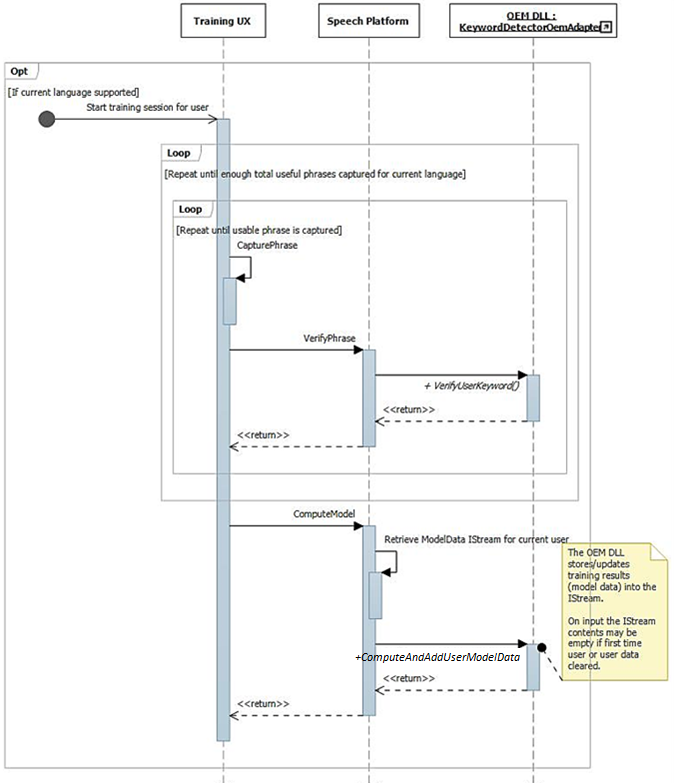 Training UX
Speech Platform
OEM DLL :
KeywordDetectorOemAdapter
Opt
[If current language supported]
Start training session for user
Loop
[Repeat until enough total useful phrases captured for current language]
Loop
[Repeat until usable phrase is captured]
CapturePhrase
VerifyPhrase
+ VerifyUserKeyword()
<<return>>
<<return>>
ComputeModel
Retrieve ModelData IStream for current user
The OEM DLL
stores/updates
training results
(model data) into the
IStream.
On input the IStream
contents may be
empty if first time
user or user data
cleared.
+ComputeAndAddUserModelData
<<return>>
<<return>>